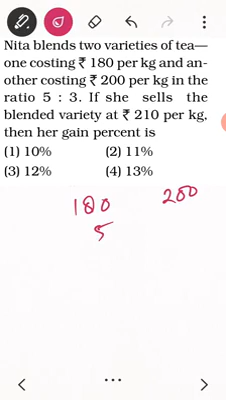 Nita blends two varieties of tea—
one costing ₹ 180 per kg and an-
other costing ₹ 200 per kg in the
ratio 5 : 3. If she sells the
blended variety at ₹ 210 per kg,
then her gain percent is
(1) 10% (2) 11%
(3) 12% (4) 13%
180 200
5